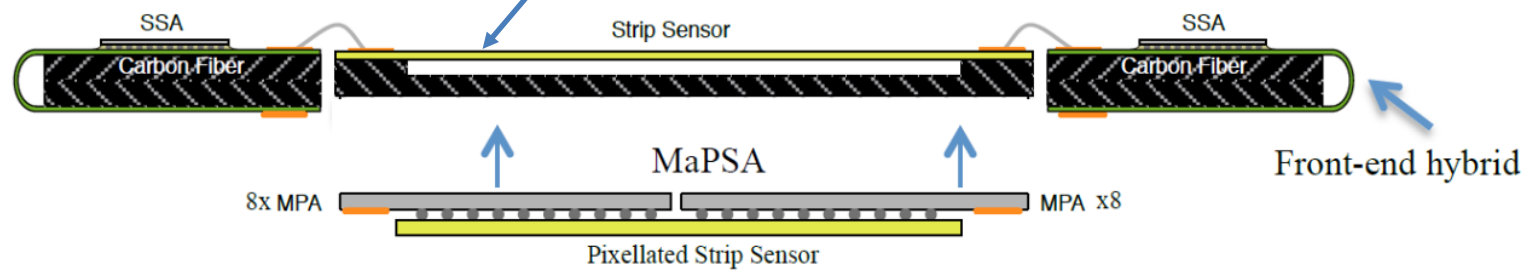 SSA
Strip Sensor
SSA
Carbon Fiber
Carbon Fiber
MaPSA
Front-end hybrid
8x MPA
MPA x8
Pixellated Strip Sensor